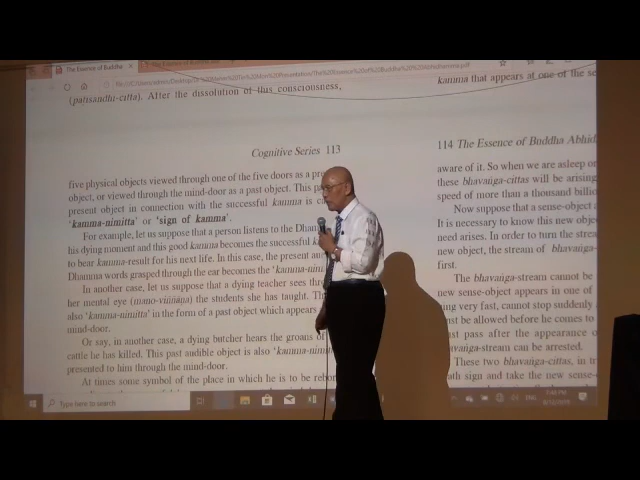 The Essence of Buddha
kamma that appears at one of the se
(paṭisandhi-citta). After the dissolution of this consciousness,
Cognitive Series 113
five physical objects viewed through one of the five doors as a pre
object, or viewed through the mind-door as a past object. This pa
present object in connection with the successful kamma is c
'kamma-nimitta' or 'sign of kamma'.
For example, let us suppose that a person listens to the Dhan
his dying moment and this good kamma becomes the successful
to bear kamma-result for his next life. In this case, the present au
Dhamma words grasped through the ear becomes the 'kamma-nim
In another case, let us suppose that a dying teacher sees thr
her mental eye (mano-viññāṇa) the students she has taught. Th
also 'kamma-nimitta' in the form of a past object which appears
mind-door.
Or say, in another case, a dying butcher hears the groans of
cattle he has killed. This past audible object is also 'kamma-nimitt
presented to him through the mind-door.
At times some symbol of the place in which he is to be rebor
114 The Essence of Buddha Abhid
aware of it. So when we are asleep or
these bhavaṅga-cittas will be arising
speed of more than a thousand billio
Now suppose that a sense-object a
It is necessary to know this new obje
need arises. In order to turn the strea
new object, the stream of bhavaṅga-
first.
The bhavaṅga-stream cannot be
new sense-object appears in one of
ing very fast, cannot stop suddenly
be allowed before he comes to
past pass after the appearance o
bhavaṅga-stream can be arrested.
These two bhavaṅga-cittas, in tr
sign and take the new sense-
Type here to search